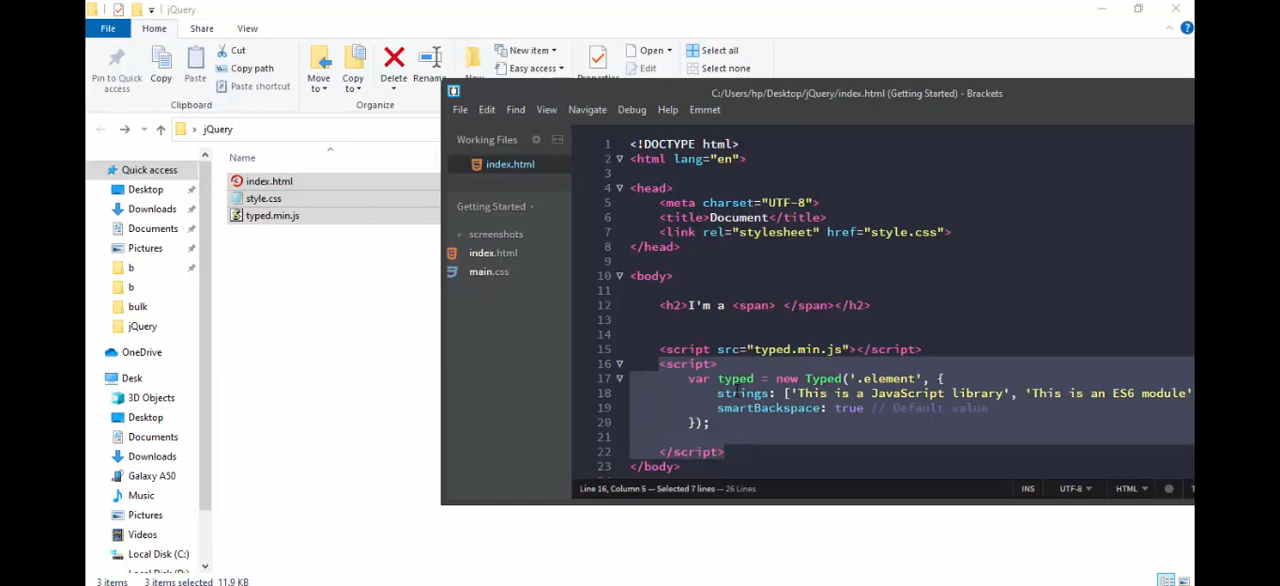 jQuery
File Home Share View
Pin to Quick access
Copy
Paste
Cut
Copy path
Paste shortcut
Clipboard
Move to
Copy to
Delete
Rename
Organize
New item
Easy access
Open
Edit
Select all
Select none
jQuery
Name
index.html
style.css
typed.min.js
Quick access
Desktop
Downloads
Documents
Pictures
b
b
bulk
jQuery
OneDrive
Desk
3D Objects
Desktop
Documents
Downloads
Galaxy A50
Music
Pictures
Videos
Local Disk (C:)
3 items 3 items selected 11.9 KB
C:/Users/hp/Desktop/jQuery/index.html (Getting Started) - Brackets
File Edit Find View Navigate Debug Help Emmet
Working Files
index.html
Getting Started
screenshots
index.html
main.css
1 <!DOCTYPE html>
2 <html lang="en">
3
4 <head>
5 <meta charset="UTF-8">
6 <title>Document</title>
7 <link rel="stylesheet" href="style.css">
8 </head>
9
10 <body>
11
12 <h2>I'm a <span> </span></h2>
13
14
15 <script src="typed.min.js"></script>
16 <script>
17 var typed = new Typed('.element', {
18 strings: ['This is a JavaScript library', 'This is an ES6 module'
19 smartBackspace: true // Default value
20 });
21
22 </script>
23 </body>
Line 16, Column 5 — Selected 7 lines — 26 Lines
INS UTF-8 HTML